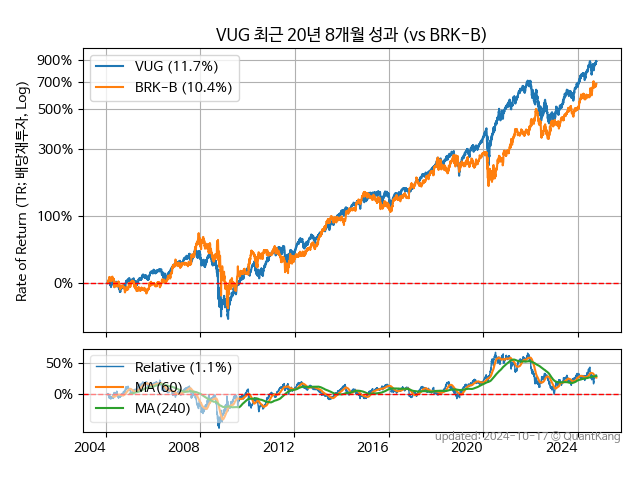 VUG 최근 20년 8개월 성과 (vs BRK-B)
Rate of Return (TR: 배당재투자, Log)
900%
700%
500%
300%
100%
0%
VUG (11.7%)
BRK-B (10.4%)
50%
0%
Relative (1.1%)
MA(60)
MA(240)
updated: 2024-10-17 © QuantKang
2004 2008 2012 2016 2020 2024